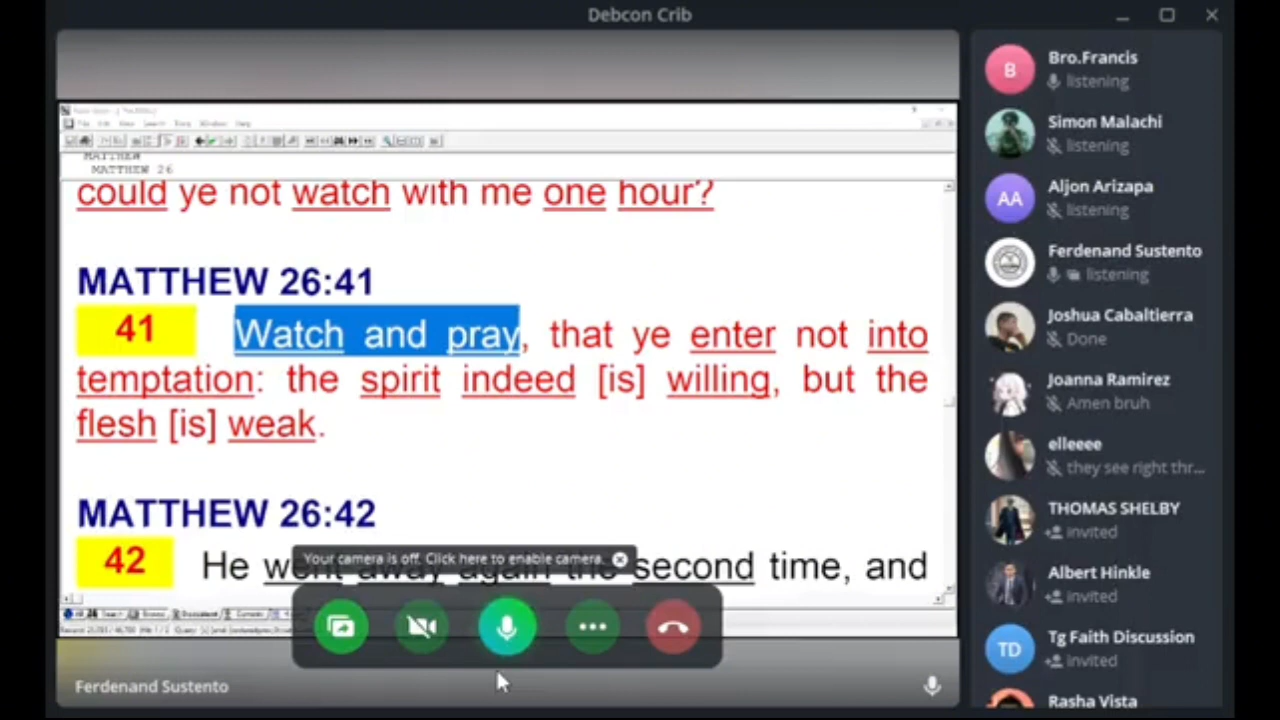 Debcon Crib
MATTHEW
MATTHEW 26
could ye not watch with me one hour?
MATTHEW 26:41
41 Watch and pray, that ye enter not into
temptation: the spirit indeed [is] willing, but the
flesh [is] weak.
MATTHEW 26:42
42 He went away again the second time, and
Your camera is off. Click here to enable camera.
Ferdenand Sustento
Bro.Francis
listening
Simon Malachi
listening
AA
Aljon Arizapa
listening
Ferdenand Sustento
listening
Joshua Cabaltierra
Done
Joanna Ramirez
Amen bruh
elleeee
they see right thr...
THOMAS SHELBY
invited
Albert Hinkle
invited
TD
Tg Faith Discussion
invited
Rasha Vista
B